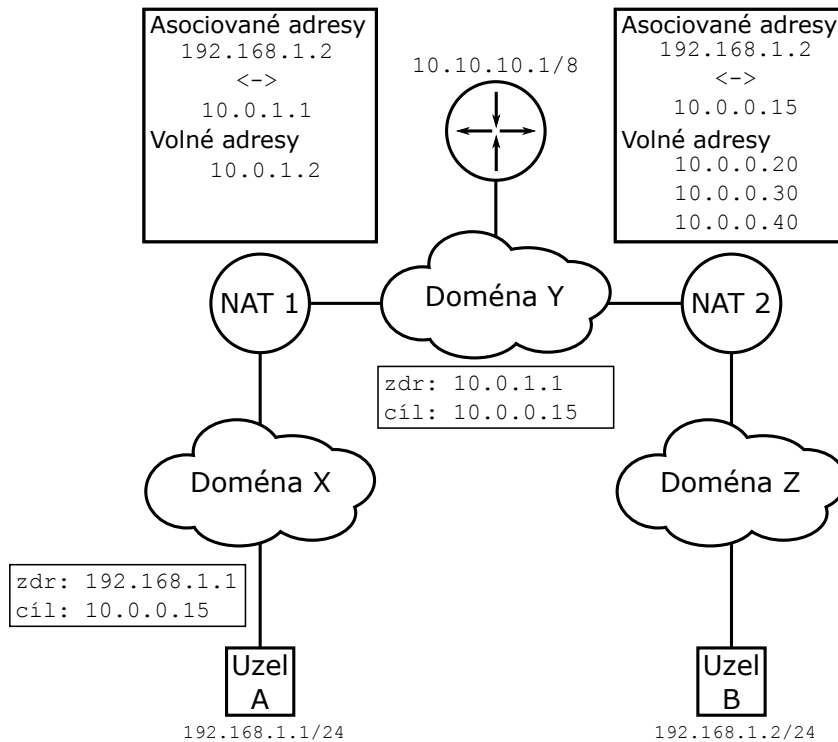 Asociované adresy
192.168.1.2
<->
10.0.1.1
Volné adresy
10.0.1.2
10.10.10.1/8
Asociované adresy
192.168.1.2
<->
10.0.0.15
Volné adresy
10.0.0.20
10.0.0.30
10.0.0.40
NAT 1
Doména Y
NAT 2
zdr: 10.0.1.1
cíl: 10.0.0.15
Doména X
Doména Z
zdr: 192.168.1.1
cíl: 10.0.0.15
Uzel
A
192.168.1.1/24
Uzel
B
192.168.1.2/24